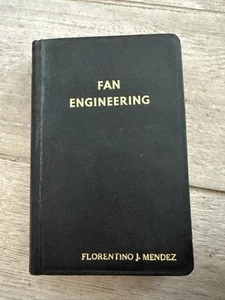 FAN
ENGINEERING
FLORENTINO J. MENDEZ